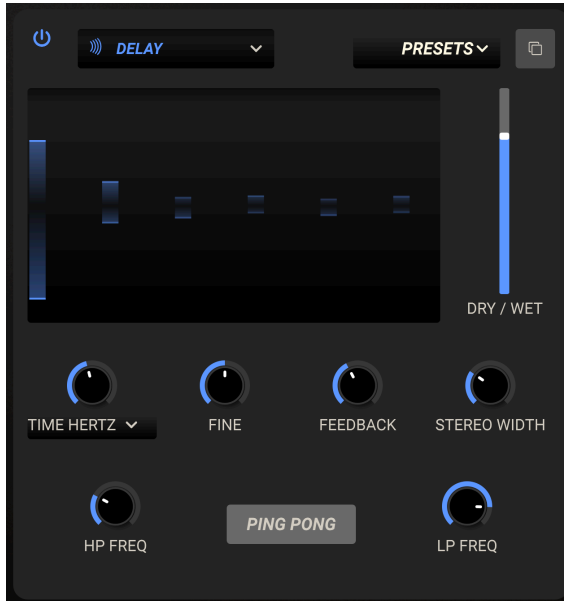 DELAY
PRESETS
DRY / WET
TIME HERTZ
FINE
FEEDBACK
STEREO WIDTH
HP FREQ
PING PONG
LP FREQ